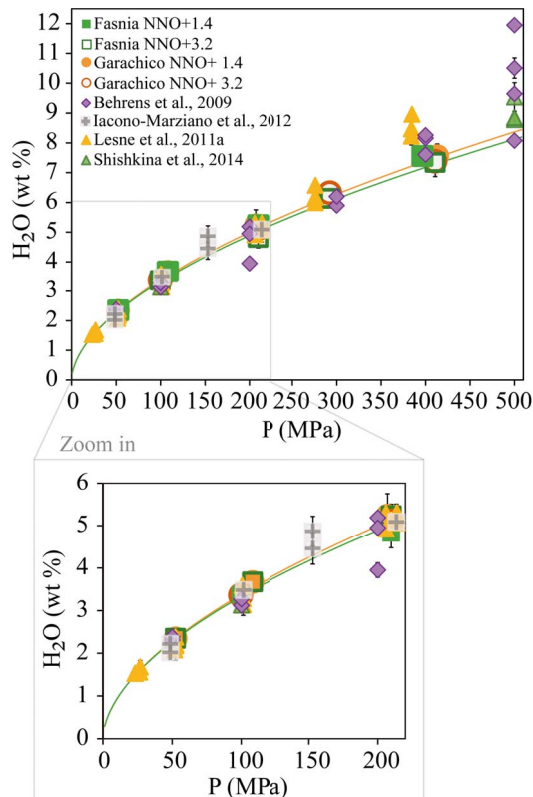 12
11
10
9
8
7
6
5
4
3
2
1
0
H₂O (wt %)
Fasnia NNO+1.4
Fasnia NNO+3.2
Garachico NNO+ 1.4
Garachico NNO+ 3.2
Behrens et al., 2009
Iacono-Marziano et al., 2012
Lesne et al., 2011a
Shishkina et al., 2014
0 50 100 150 200 250 300 350 400 450 500
P (MPa)
Zoom in
6
5
4
3
2
1
0
H₂O (wt %)
0 50 100 150 200
P (MPa)